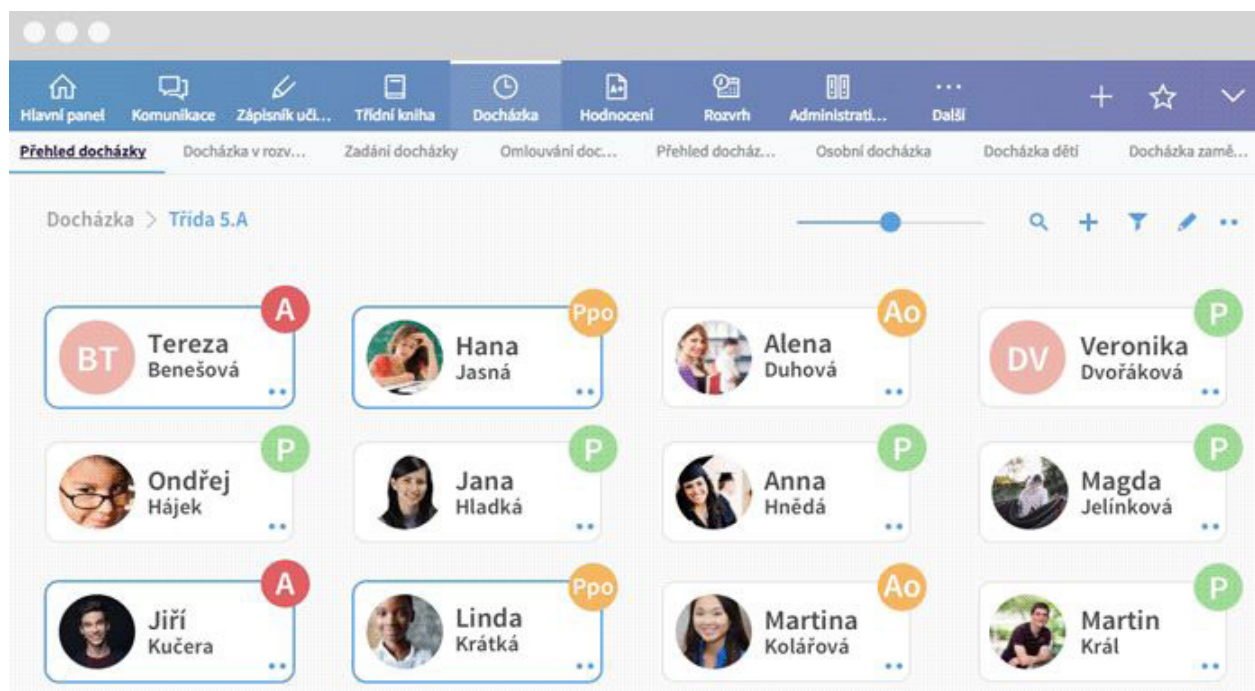 Hlavní panel Komunikace Zápisník uči... Třídní kniha Docházka Hodnocení Rozvrh Administrati... Další
Přehled docházky Docházka v rozv... Zadání docházky Omlouvání doc... Přehled docház... Osobní docházka Docházka dětí Docházka zamě...
Docházka > Třída 5.A
A Ppo Ao P
BT Tereza Hana Alena DV Veronika
Benešová Jasná Duhová Dvořáková
P P P P
Ondřej Jana Anna Magda
Hájek Hladká Hnědá Jelínková
A Ppo Ao P
Jiří Linda Martina Martin
Kučera Krátká Kolářová Král